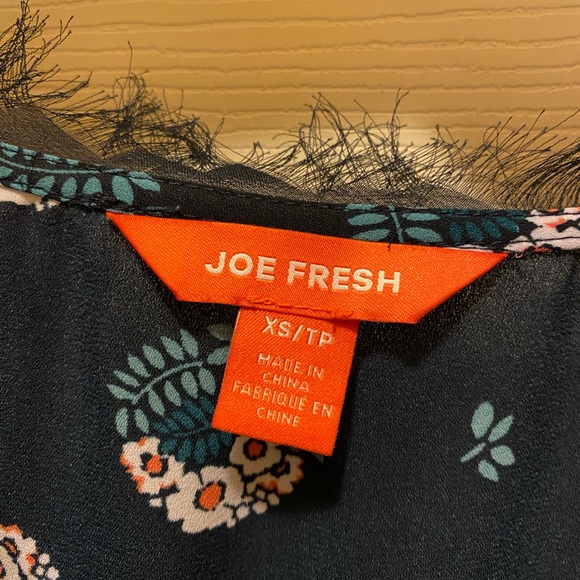 JOE FRESH
XS/TP
MADE IN
CHINA
FABRIQUÉ EN
CHINE